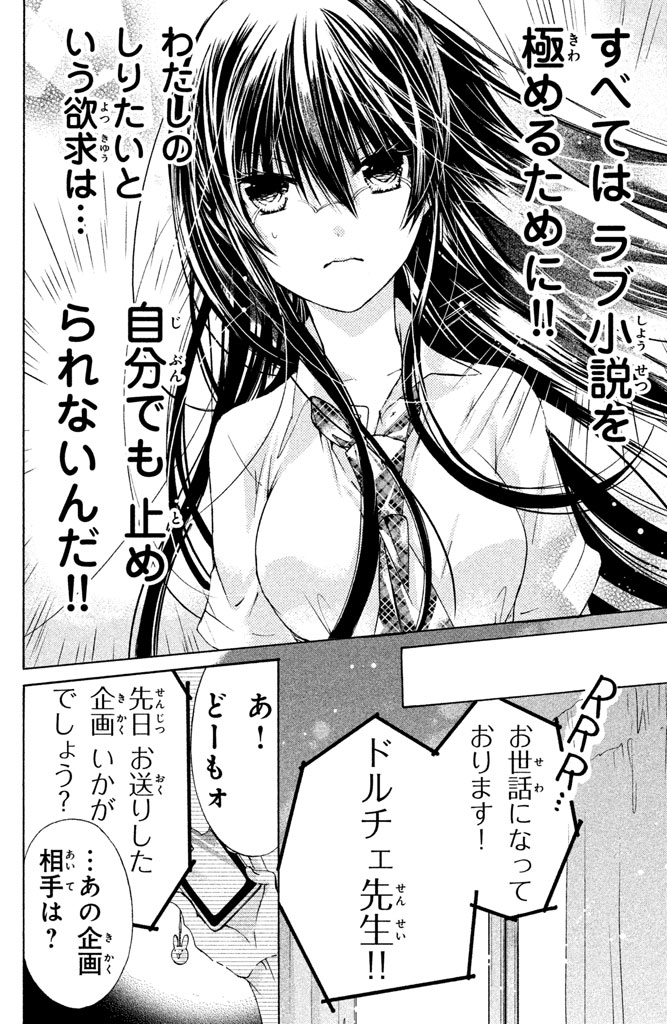 すべては ラブ小説を
極めるために!!
わたしの
しりたいと
いう欲求は…
自分でも 止め
られないんだ!!
RRR…
お世話になって
おります!
ドルチェ先生!!
あ!
どーもォ
先日 お送りした
企画 いかが
でしょう?
…あの企画
相手は?